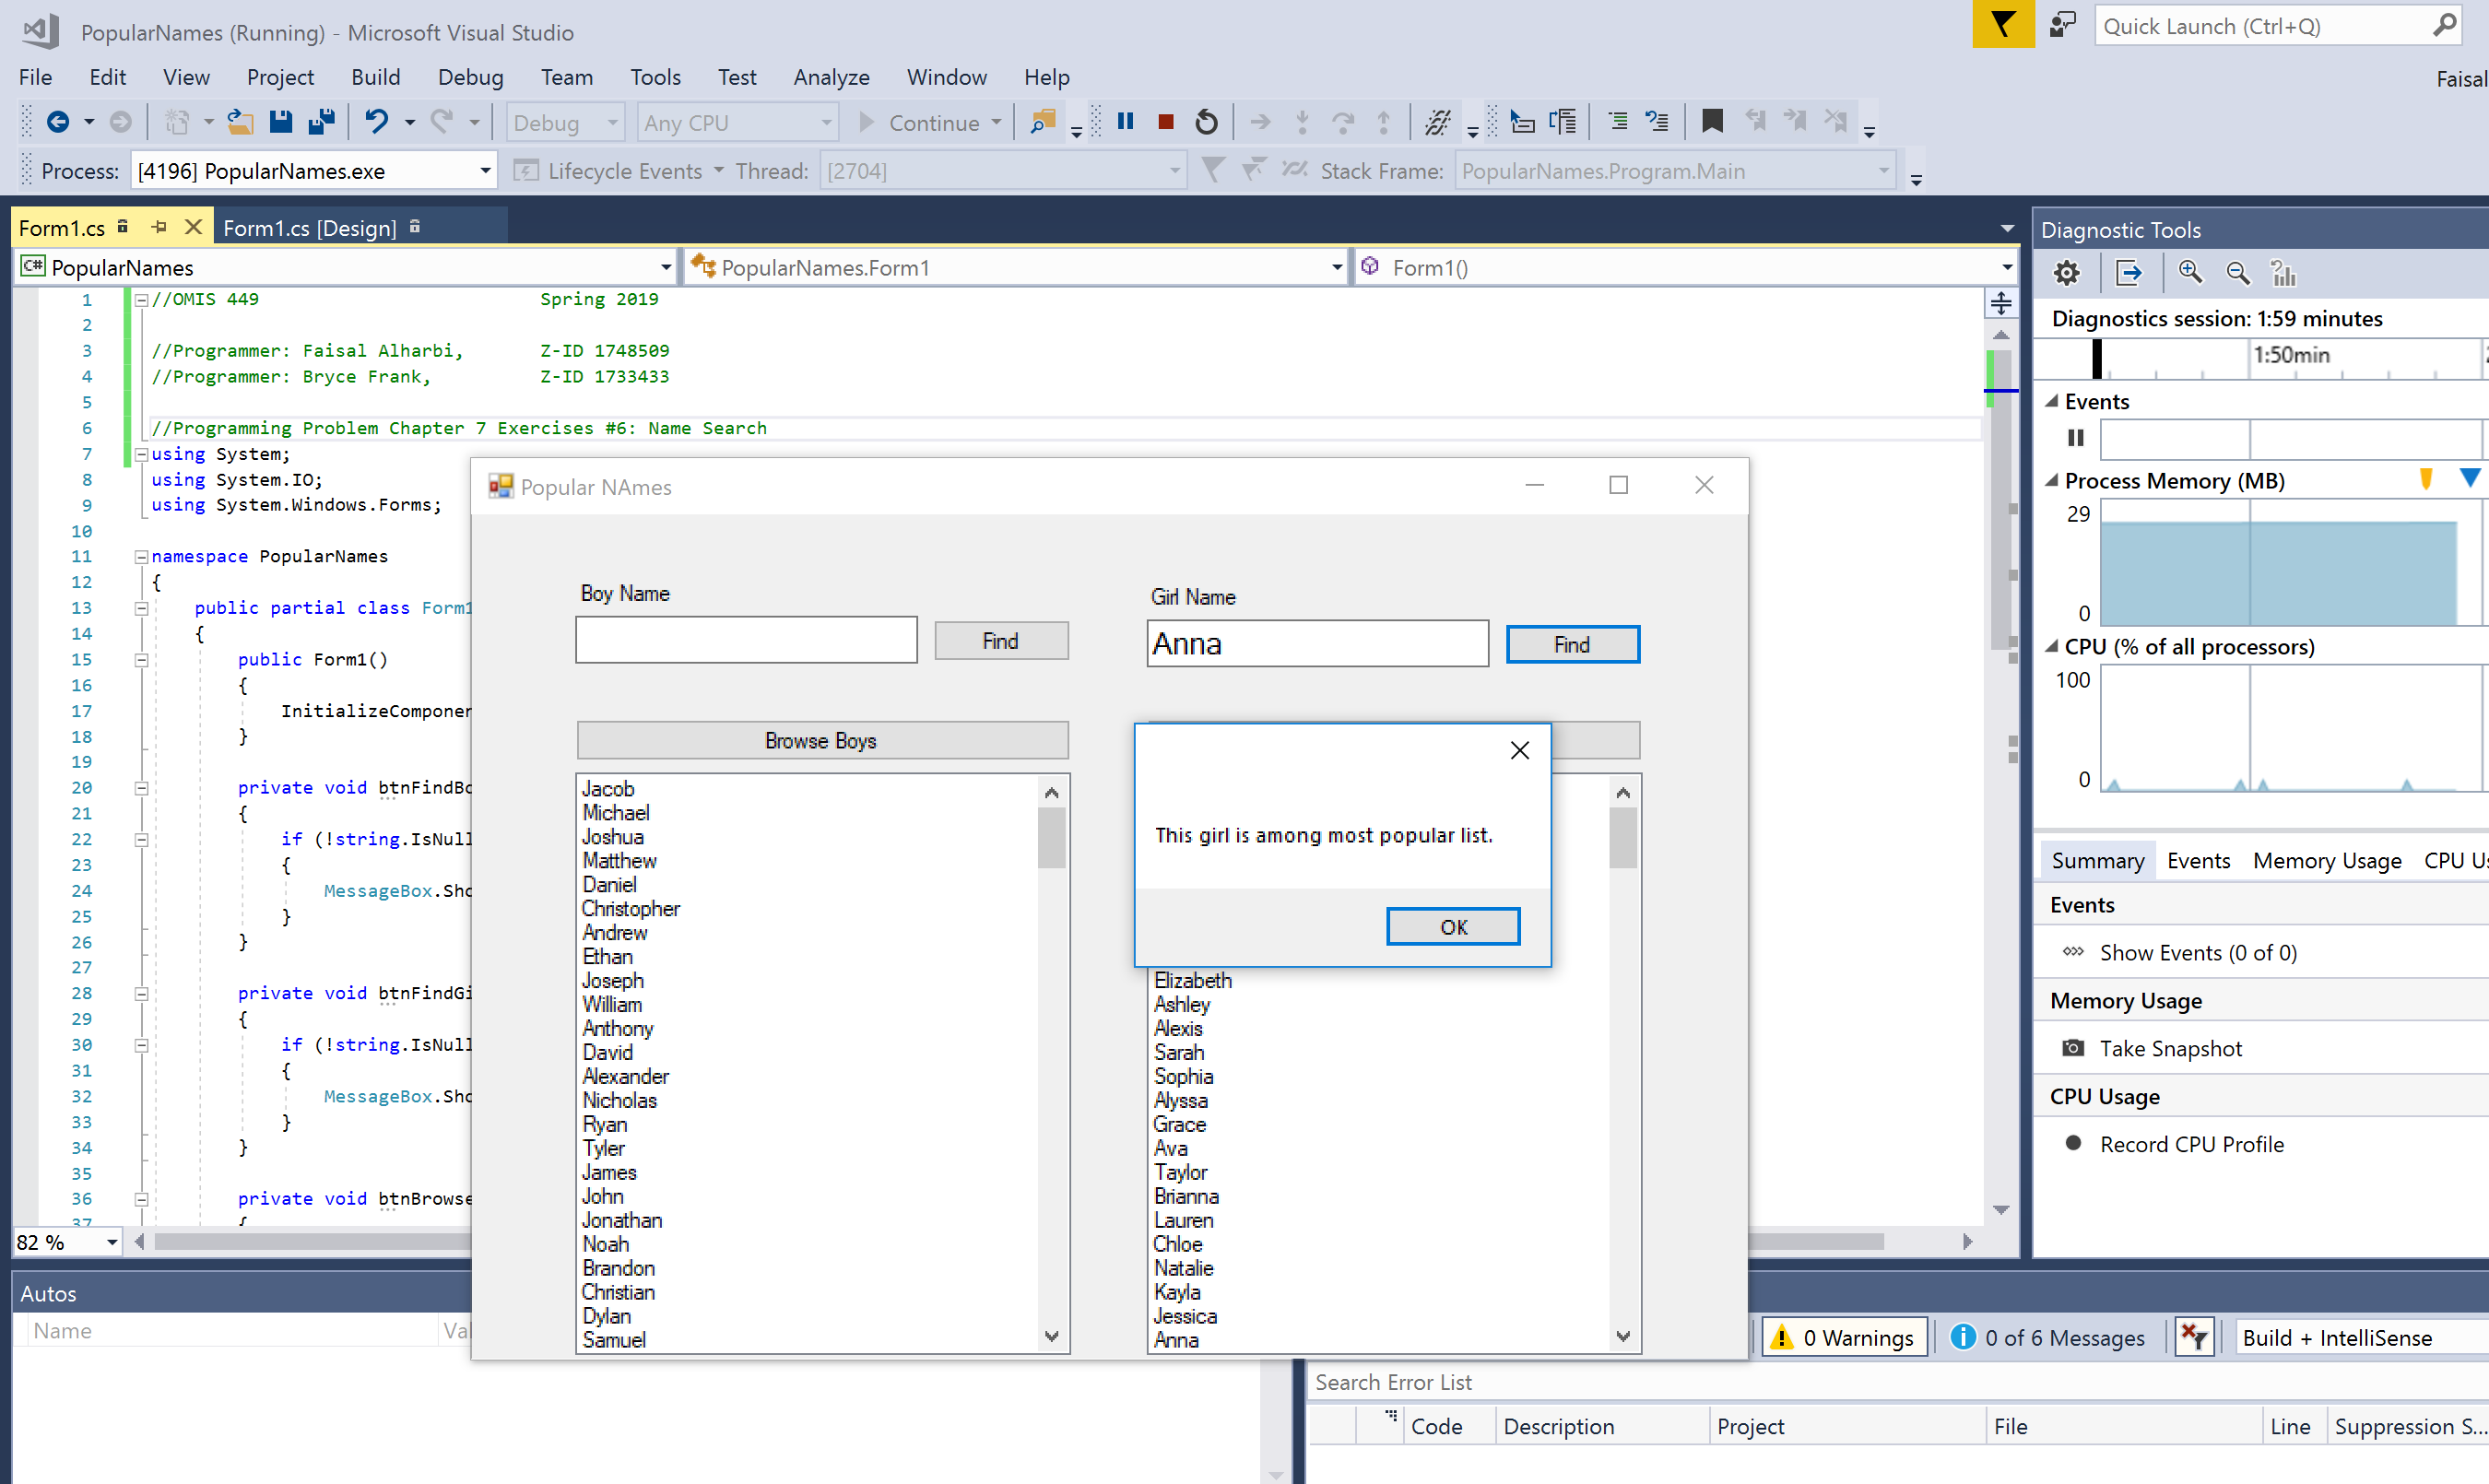 PopularNames (Running) - Microsoft Visual Studio
Quick Launch (Ctrl+Q)
File Edit View Project Build Debug Team Tools Test Analyze Window Help
Faisal
Debug Any CPU Continue
Process: [4196] PopularNames.exe Lifecycle Events Thread: [2704] Stack Frame: PopularNames.Program.Main
Form1.cs Form1.cs [Design]
C# PopularNames PopularNames.Form1 Form1()
1 //OMIS 449 Spring 2019
2
3 //Programmer: Faisal Alharbi, Z-ID 1748509
4 //Programmer: Bryce Frank, Z-ID 1733433
5
6 //Programming Problem Chapter 7 Exercises #6: Name Search
7 using System;
8 using System.IO;
9 using System.Windows.Forms;
10
11 namespace PopularNames
12 {
13 public partial class Form1
14 {
15 public Form1()
16 {
17 InitializeComponen
18 }
19
20 private void btnFindBo
21 {
22 if (!string.IsNull
23 {
24 MessageBox.Sho
25 }
26 }
27
28 private void btnFindGi
29 {
30 if (!string.IsNull
31 {
32 MessageBox.Sho
33 }
34 }
35
36 private void btnBrowse
37 {
82 %
Popular NAmes
Boy Name
Find
Girl Name
Anna
Find
Browse Boys
Jacob
Michael
Joshua
Matthew
Daniel
Christopher
Andrew
Ethan
Joseph
William
Anthony
David
Alexander
Nicholas
Ryan
Tyler
James
John
Jonathan
Noah
Brandon
Christian
Dylan
Samuel
This girl is among most popular list.
OK
Elizabeth
Ashley
Alexis
Sarah
Sophia
Alyssa
Grace
Ava
Taylor
Brianna
Lauren
Chloe
Natalie
Kayla
Jessica
Anna
Diagnostic Tools
Diagnostics session: 1:59 minutes
1:50min
Events
Process Memory (MB)
29
0
CPU (% of all processors)
100
0
Summary Events Memory Usage CPU Us
Events
Show Events (0 of 0)
Memory Usage
Take Snapshot
CPU Usage
Record CPU Profile
Autos
Name Val
0 Warnings 0 of 6 Messages Build + IntelliSense
Search Error List
Code Description Project File Line Suppression S...